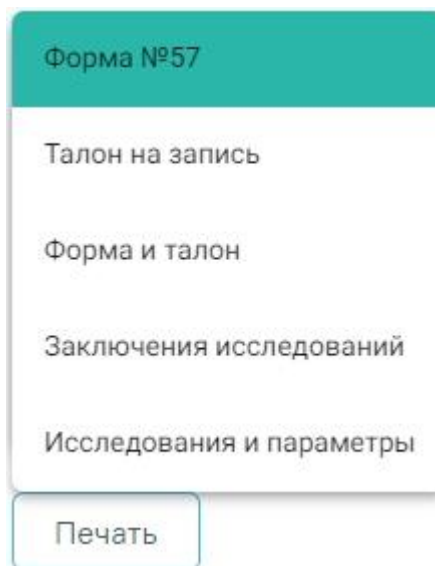 Форма №57
Талон на запись
Форма и талон
Заключения исследований
Исследования и параметры
Печать